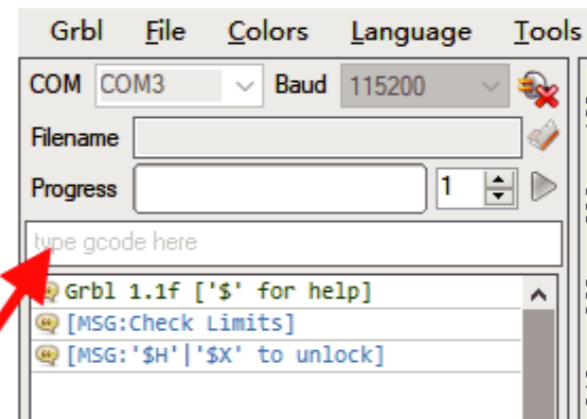 Grbl File Colors Language Tools
COM COM3 Baud 115200
Filename
Progress 1
type gcode here
Grbl 1.1f ['$' for help]
[MSG:Check Limits]
[MSG:'$H'|'$X' to unlock]